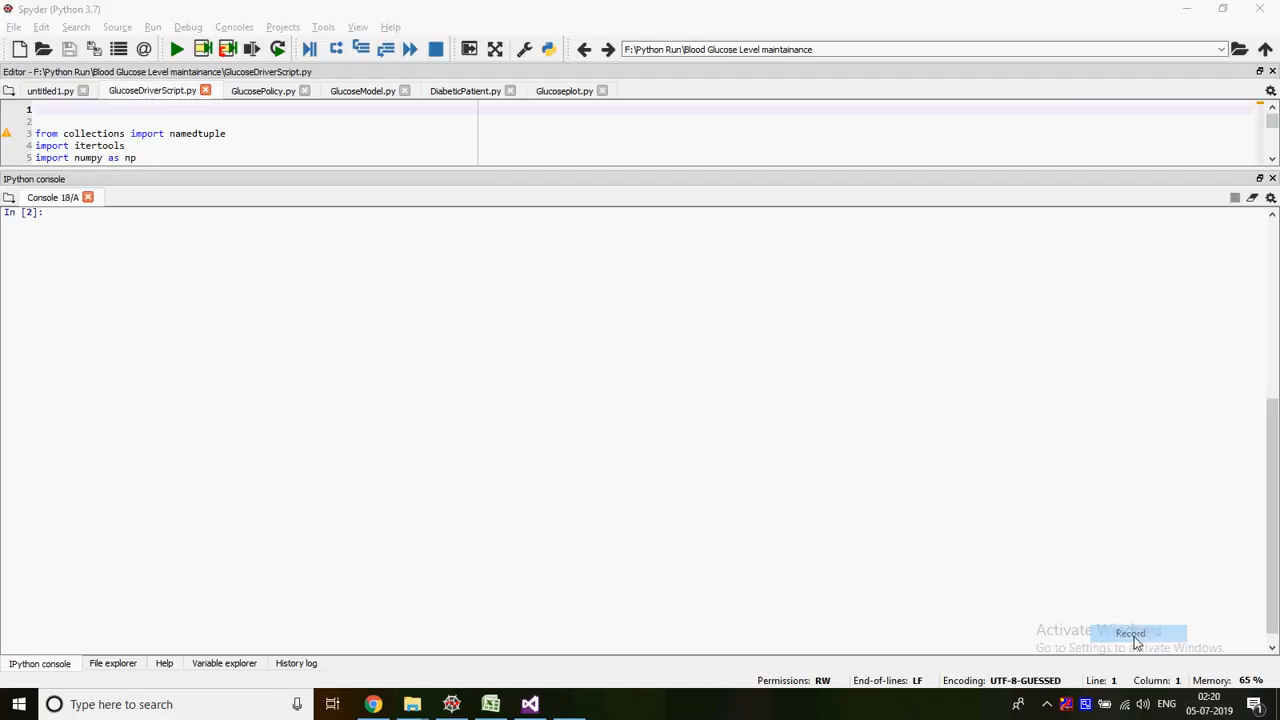 Spyder (Python 3.7)
File Edit Search Source Run Debug Consoles Projects Tools View Help
F:\Python Run\Blood Glucose Level maintainance
Editor - F:\Python Run\Blood Glucose Level maintainance\GlucoseDriverScript.py
untitled1.py GlucoseDriverScript.py GlucosePolicy.py GlucoseModel.py DiabeticPatient.py Glucoseplot.py
1
2
3 from collections import namedtuple
4 import itertools
5 import numpy as np
IPython console
Console 18/A
In [2]:
Record
Activate Windows
Go to Settings to activate Windows.
IPython console File explorer Help Variable explorer History log
Permissions: RW End-of-lines: LF Encoding: UTF-8-GUESSED Line: 1 Column: 1 Memory: 65 %
Type here to search
ENG
02:20
05-07-2019